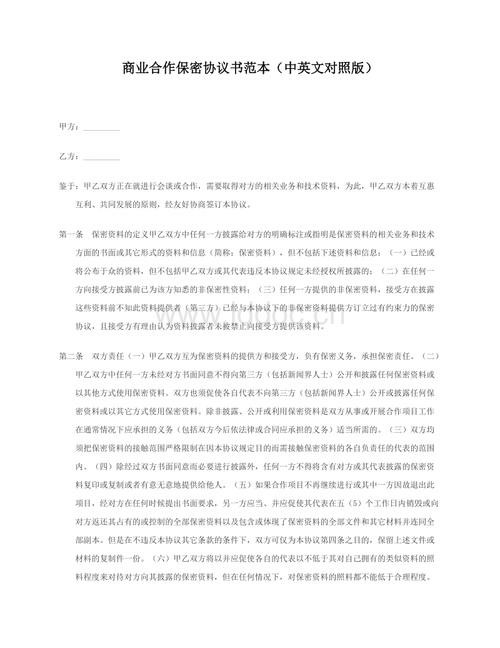 商业合作保密协议书范本（中英文对照版）
甲方：________
乙方：________
鉴于：甲乙双方正在就进行会谈或合作，需要取得对方的相关业务和技术资料，为此，甲乙双方本着互惠
互利、共同发展的原则，经友好协商签订本协议。
第一条　保密资料的定义甲乙双方中任何一方披露给对方的明确标注或指明是保密资料的相关业务和技术
方面的书面或其它形式的资料和信息（简称：保密资料），但不包括下述资料和信息：（一）已经或
将公布于众的资料，但不包括甲乙双方或其代表违反本协议规定未经授权所披露的；（二）在任何一
方向接受方披露前已为该方知悉的非保密性资料；（三）任何一方提供的非保密资料，接受方在披露
这些资料前不知此资料提供者（第三方）已经与本协议下的非保密资料提供方订立过有约束力的保密
协议，且接受方有理由认为资料披露者未被禁止向接受方提供该资料。
第二条　双方责任（一）甲乙双方互为保密资料的提供方和接受方，负有保密义务，承担保密责任。（二）
甲乙双方中任何一方未经对方书面同意不得向第三方（包括新闻界人士）公开和披露任何保密资料或
以其他方式使用保密资料。双方也须促使各自代表不向第三方（包括新闻界人士）公开或披露任何保
密资料或以其它方式使用保密资料。除非披露、公开或利用保密资料是双方从事或开展合作项目工作
在通常情况下应承担的义务（包括双方今后依法律或合同应承担的义务）适当所需的。（三）双方均
须把保密资料的接触范围严格限制在因本协议规定目的而需接触保密资料的各自负责任的代表的范围
内。（四）除经过双方书面同意而必要进行披露外，任何一方不得将含有对方或其代表披露的保密资
料复印或复制或者有意无意地提供给他人。（五）如果合作项目不再继续进行或其中一方因故退出此
项目，经对方在任何时候提出书面要求，另一方应当、并应促使其代表在五（5）个工作日内销毁或向
对方返还其占有的或控制的全部保密资料以及包含或体现了保密资料的全部文件和其它材料并连同全
部副本。但是在不违反本协议其它条款的条件下，双方可仅为本协议第四条之目的，保留上述文件或
材料的复制件一份。（六）甲乙双方将以并应促使各自的代表以不低于其对自己拥有的类似资料的照
料程度来对待对方向其披露的保密资料，但在任何情况下，对保密资料的照料都不能低于合理程度。